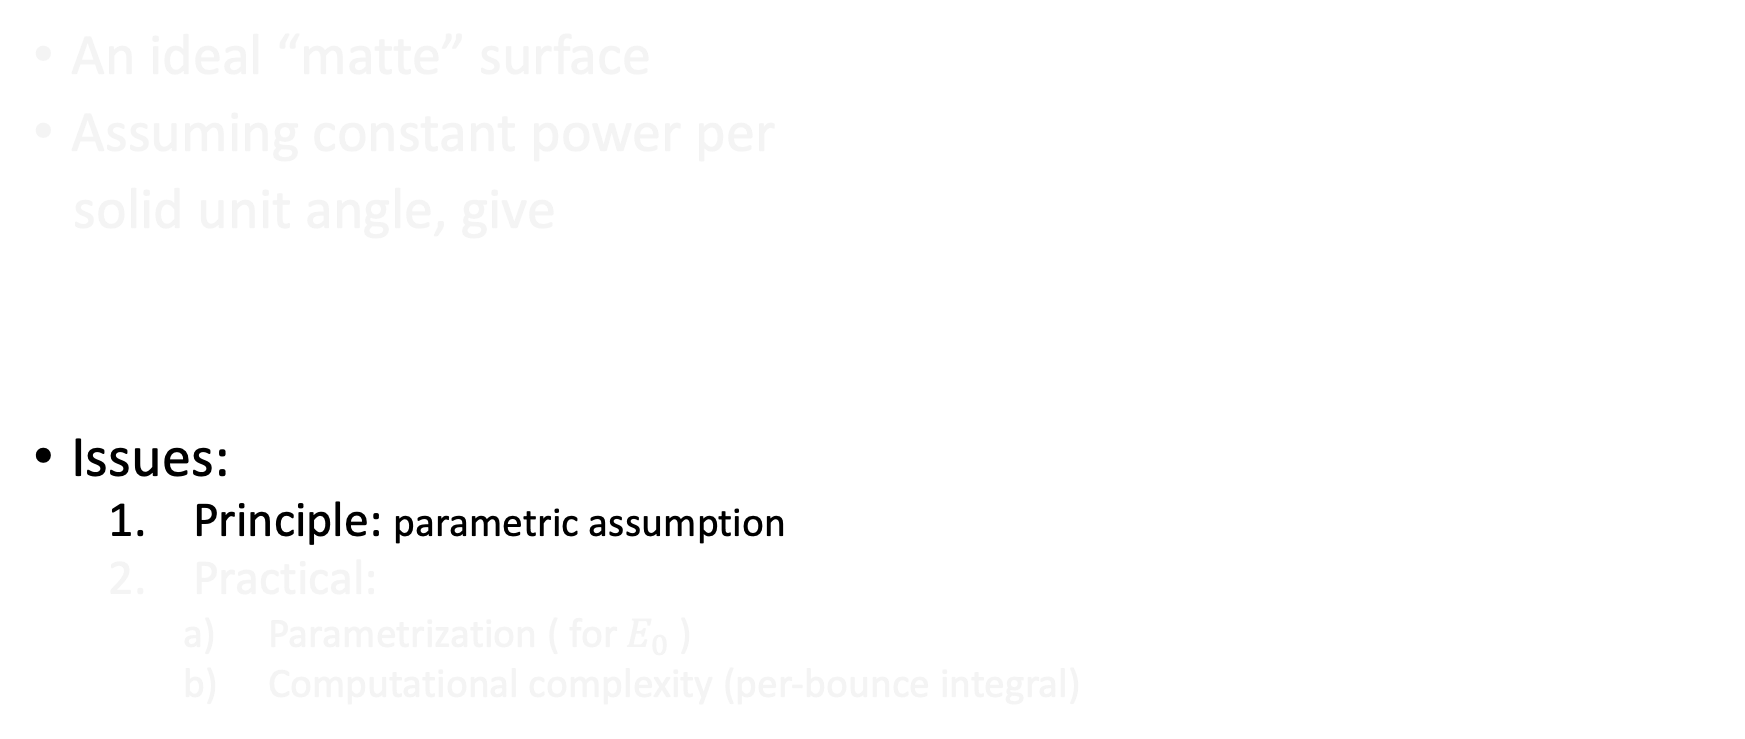 • An ideal “matte” surface
• Assuming constant power per
solid unit angle, give
• Issues:
1. Principle: parametric assumption
2. Practical:
a) Parametrization ( for E₀ )
b) Computational complexity (per-bounce integral)